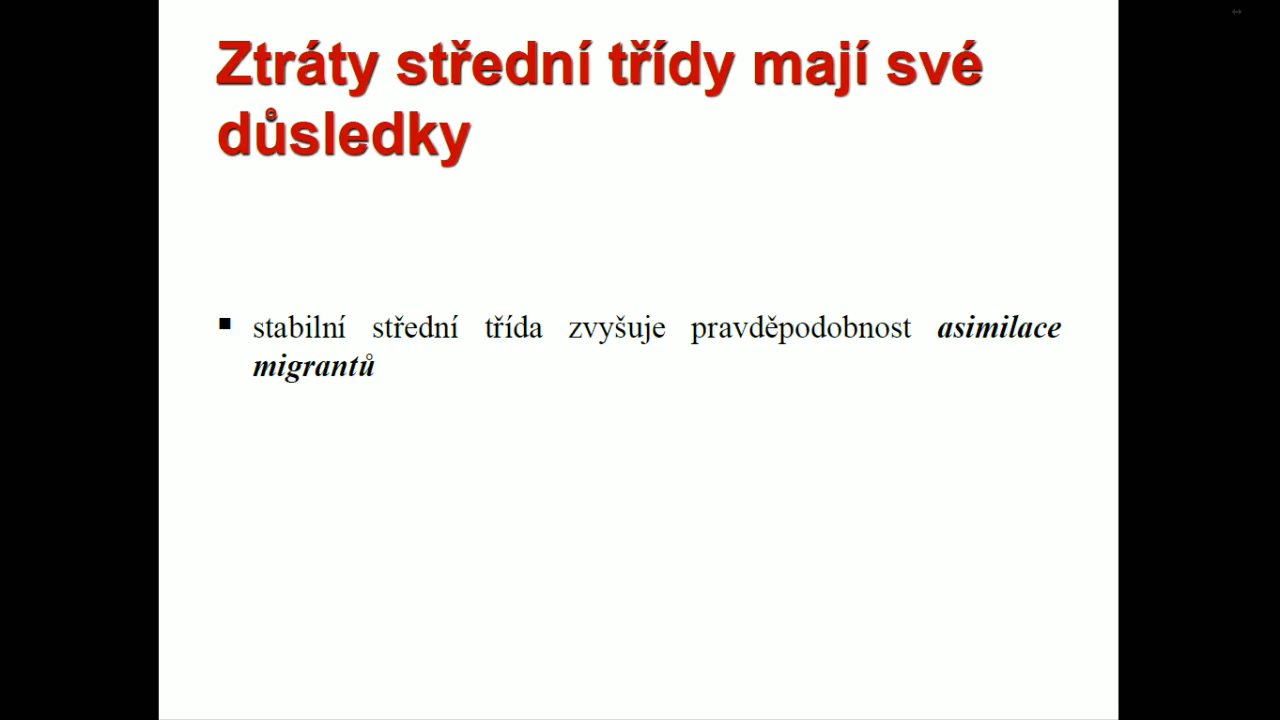 Ztráty střední třídy mají své
důsledky
▪ stabilní střední třída zvyšuje pravděpodobnost asimilace
migrantů